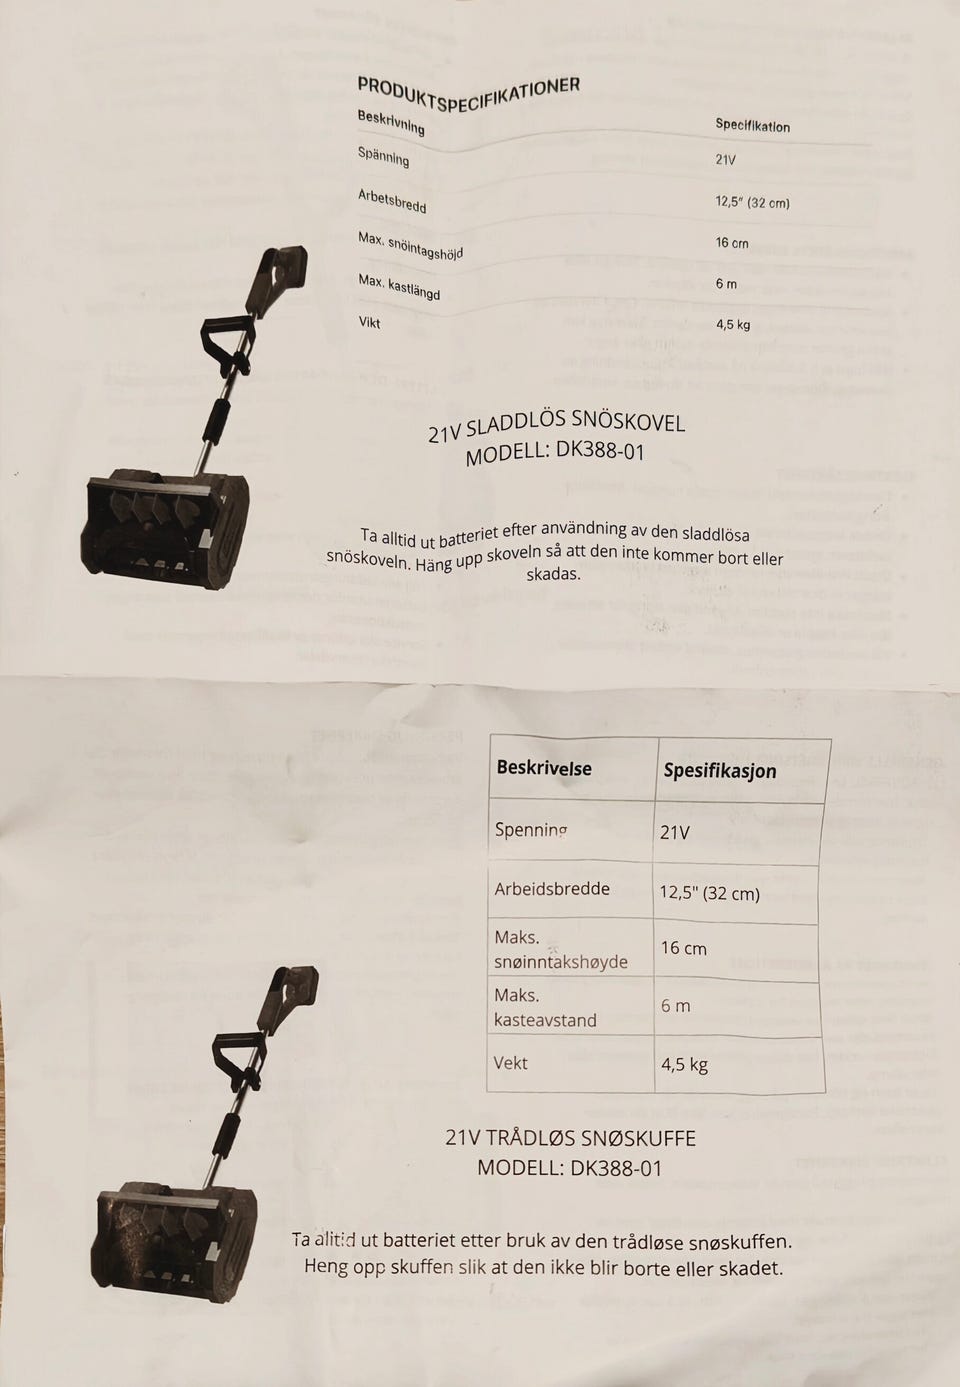 PRODUKTSPECIFIKATIONER
Beskrivning Specifikation
Spänning 21V
Arbetsbredd 12,5" (32 cm)
Max. snöintagshöjd 16 cm
Max. kastlängd 6 m
Vikt 4,5 kg
21V SLADDLÖS SNÖSKOVEL
MODELL: DK388-01
Ta alltid ut batteriet efter användning av den sladdlösa
snöskoveln. Häng upp skoveln så att den inte kommer bort eller
skadas.
Beskrivelse Spesifikasjon
Spenning 21V
Arbeidsbredde 12,5" (32 cm)
Maks.
snøinntakshøyde 16 cm
Maks.
kasteavstand 6 m
Vekt 4,5 kg
21V TRÅDLØS SNØSKUFFE
MODELL: DK388-01
Ta alltid ut batteriet etter bruk av den trådløse snøskuffen.
Heng opp skuffen slik at den ikke blir borte eller skadet.